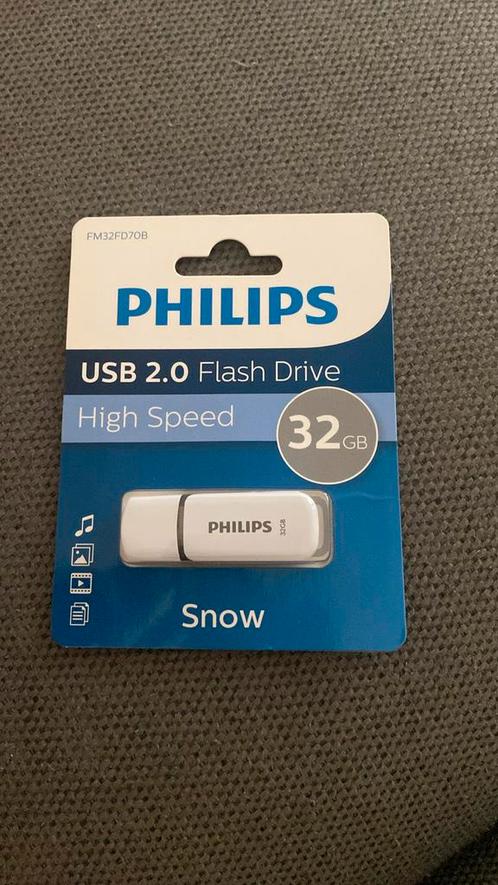 FM32FD70B
PHILIPS
USB 2.0 Flash Drive
High Speed
32GB
PHILIPS 32GB
Snow